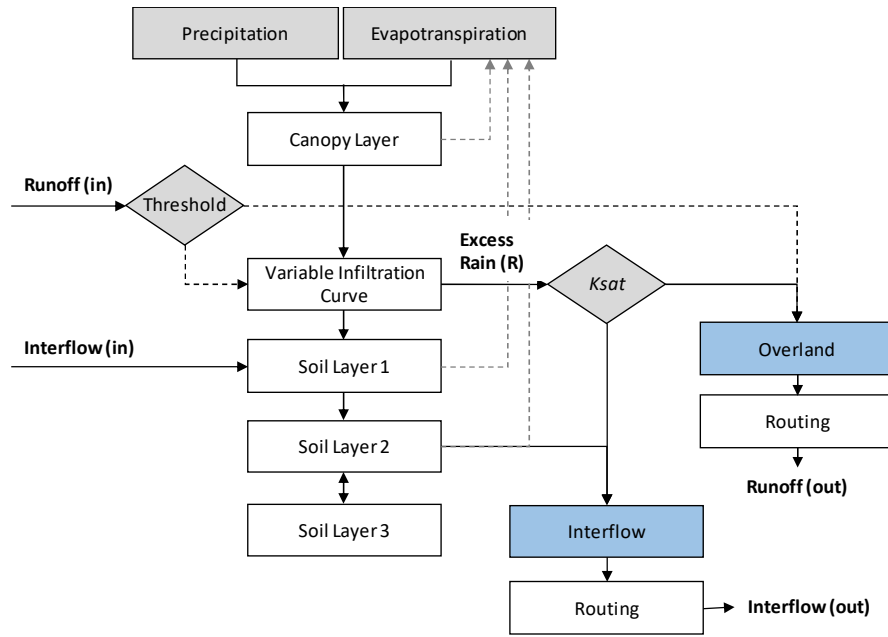 Precipitation
Evapotranspiration
Canopy Layer
Runoff (in)
Threshold
Excess
Rain (R)
Ksat
Variable Infiltration
Curve
Interflow (in)
Soil Layer 1
Overland
Routing
Soil Layer 2
Runoff (out)
Soil Layer 3
Interflow
Routing
Interflow (out)